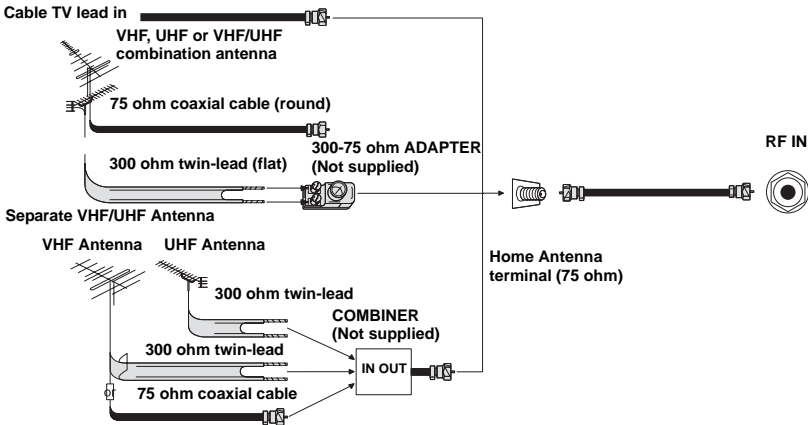 Cable TV lead in
VHF, UHF or VHF/UHF
combination antenna
75 ohm coaxial cable (round)
300-75 ohm ADAPTER
(Not supplied)
300 ohm twin-lead (flat)
RF IN
Separate VHF/UHF Antenna
VHF Antenna
UHF Antenna
Home Antenna
terminal (75 ohm)
300 ohm twin-lead
COMBINER
(Not supplied)
300 ohm twin-lead
IN OUT
or
75 ohm coaxial cable